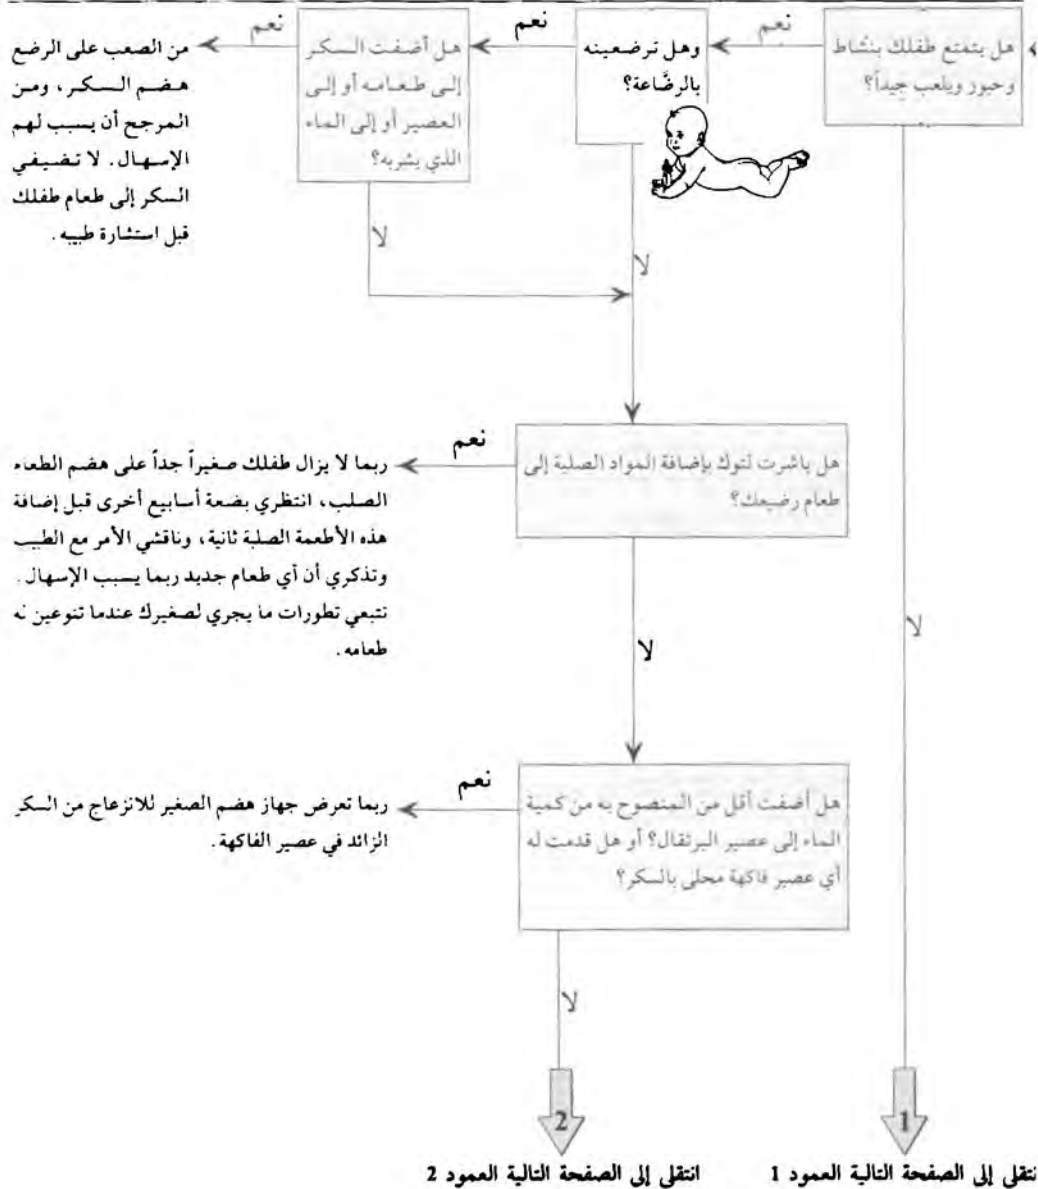 هل يتمتع طفلك بنشاط
وحبور ويلعب جيداً؟
نعم
وهل ترضعينه
بالرضَّاعة؟
نعم
هل أضفت السكر
إلى طعامه أو إلى
العصير أو إلى الماء
الذي يشربه؟
نعم
من الصعب على الرضع
هضم السكر، ومن
المرجح أن يسبب لهم
الإسهال. لا تضيفي
السكر إلى طعام طفلك
قبل استشارة طبيبه.
لا
لا
هل باشرت لتوك بإضافة المواد الصلبة إلى
طعام رضيعك؟
نعم
ربما لا يزال طفلك صغيراً جداً على هضم الطعام
الصلب، انتظري بضعة أسابيع أخرى قبل إضافة
هذه الأطعمة الصلبة ثانية، وناقشي الأمر مع الطبيب
وتذكري أن أي طعام جديد ربما يسبب الإسهال.
تتبعي تطورات ما يجري لصغيرك عندما تنوعين له
طعامه.
لا
لا
هل أضفت أقل من المنصوح به من كمية
الماء إلى عصير البرتقال؟ أو هل قدمت له
أي عصير فاكهة محلى بالسكر؟
نعم
ربما تعرض جهاز هضم الصغير للانزعاج من السكر
الزائد في عصير الفاكهة.
لا
1
2
نتقلي إلى الصفحة التالية العمود 1
انتقلي إلى الصفحة التالية العمود 2